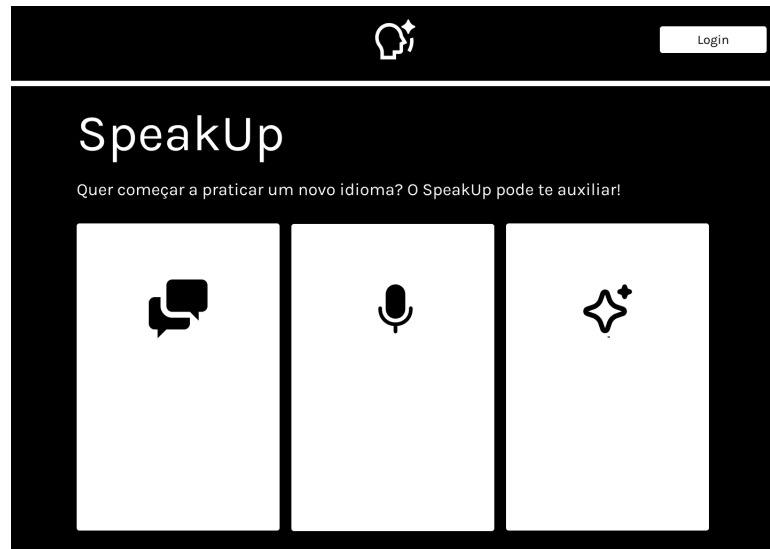 Login
SpeakUp
Quer começar a praticar um novo idioma? O SpeakUp pode te auxiliar!